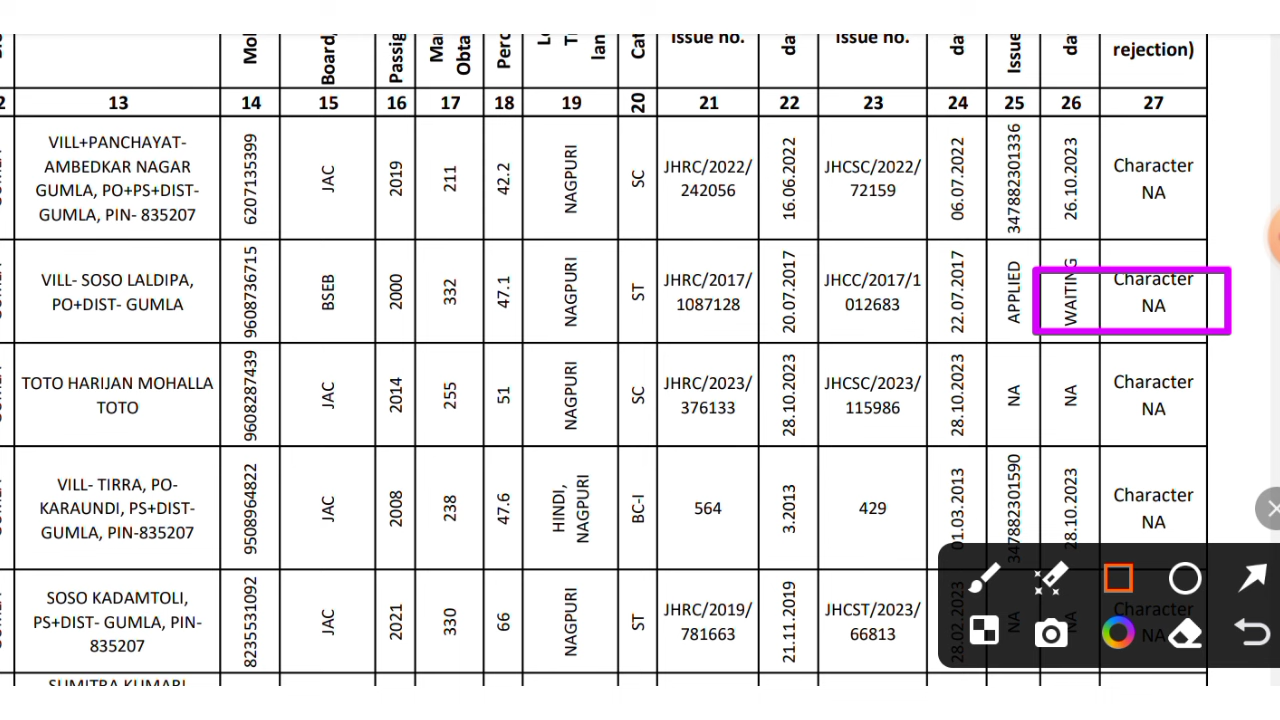 Mol
Board,
Passig
Ma
Obta
Perc
lan
Cat
Issue no.
da
Issue no.
da
Issue
da
rejection)
2
13
14
15
16
17
18
19
20
21
22
23
24
25
26
27
VILL+PANCHAYAT-
AMBEDKAR NAGAR
GUMLA, PO+PS+DIST-
GUMLA, PIN- 835207
6207135399
JAC
2019
211
42.2
NAGPURI
SC
JHRC/2022/
242056
16.06.2022
JHCSC/2022/
72159
06.07.2022
347882301336
26.10.2023
Character
NA
VILL- SOSO LALDIPA,
PO+DIST- GUMLA
9608736715
BSEB
2000
332
47.1
NAGPURI
ST
JHRC/2017/
1087128
20.07.2017
JHCC/2017/1
012683
22.07.2017
APPLIED
WAITING
Character
NA
TOTO HARIJAN MOHALLA
TOTO
9608287439
JAC
2014
255
51
NAGPURI
SC
JHRC/2023/
376133
28.10.2023
JHCSC/2023/
115986
28.10.2023
NA
NA
Character
NA
VILL- TIRRA, PO-
KARAUNDI, PS+DIST-
GUMLA, PIN-835207
9508964822
JAC
2008
238
47.6
HINDI,
NAGPURI
BC-I
564
3.2013
429
01.03.2013
347882301590
28.10.2023
Character
NA
SOSO KADAMTOLI,
PS+DIST- GUMLA, PIN-
835207
8235531092
JAC
2021
330
66
NAGPURI
ST
JHRC/2019/
781663
21.12.2019
JHCST/2023/
66813
28.02.2023
NA
NA
Character
NA
SUMITRA KUMARI